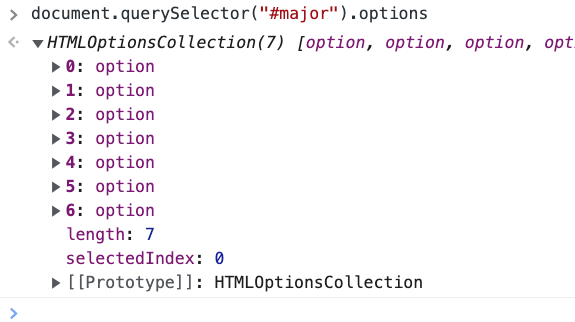 document.querySelector("#major").options
HTMLOptionsCollection(7) [option, option, option, opti
0: option
1: option
2: option
3: option
4: option
5: option
6: option
length: 7
selectedIndex: 0
[[Prototype]]: HTMLOptionsCollection